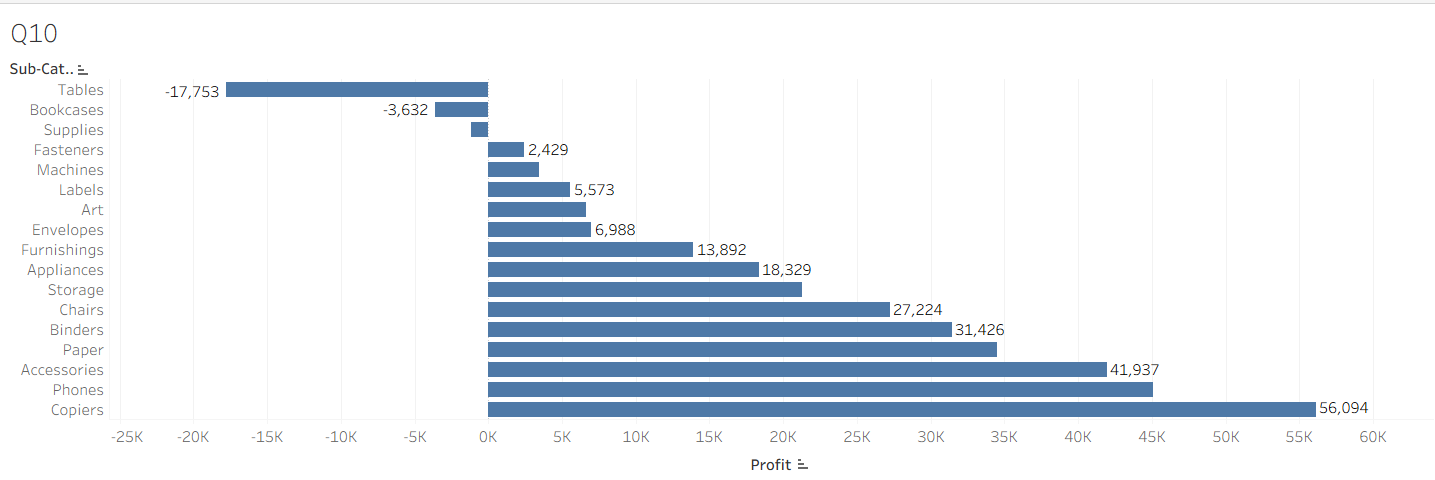 Q10
Sub-Cat..
Tables -17,753
Bookcases -3,632
Supplies
Fasteners 2,429
Machines
Labels 5,573
Art
Envelopes 6,988
Furnishings 13,892
Appliances 18,329
Storage
Chairs 27,224
Binders 31,426
Paper
Accessories 41,937
Phones
Copiers 56,094
-25K -20K -15K -10K -5K 0K 5K 10K 15K 20K 25K 30K 35K 40K 45K 50K 55K 60K
Profit